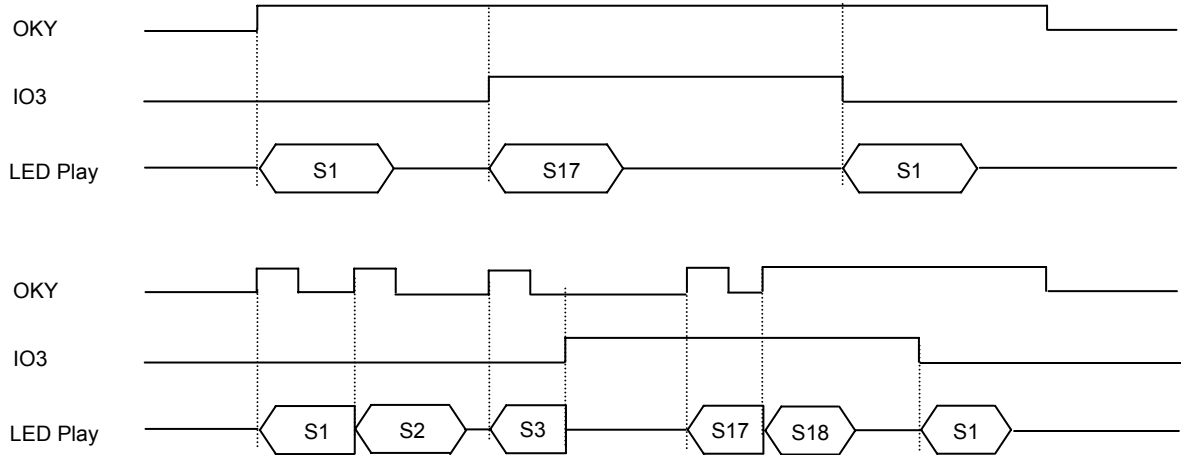 OKY
IO3
LED Play S1 S17 S1
OKY
IO3
LED Play S1 S2 S3 S17 S18 S1